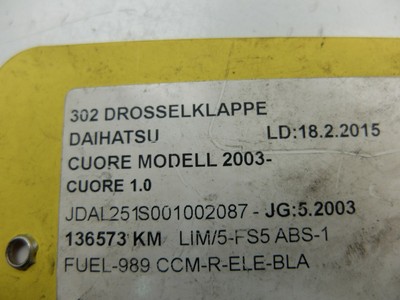 302 DROSSELKLAPPE
DAIHATSU LD:18.2.2015
CUORE MODELL 2003-
CUORE 1.0
JDAL251S001002087 - JG:5.2003
136573 KM LIM/5-FS5 ABS-1
FUEL-989 CCM-R-ELE-BLA